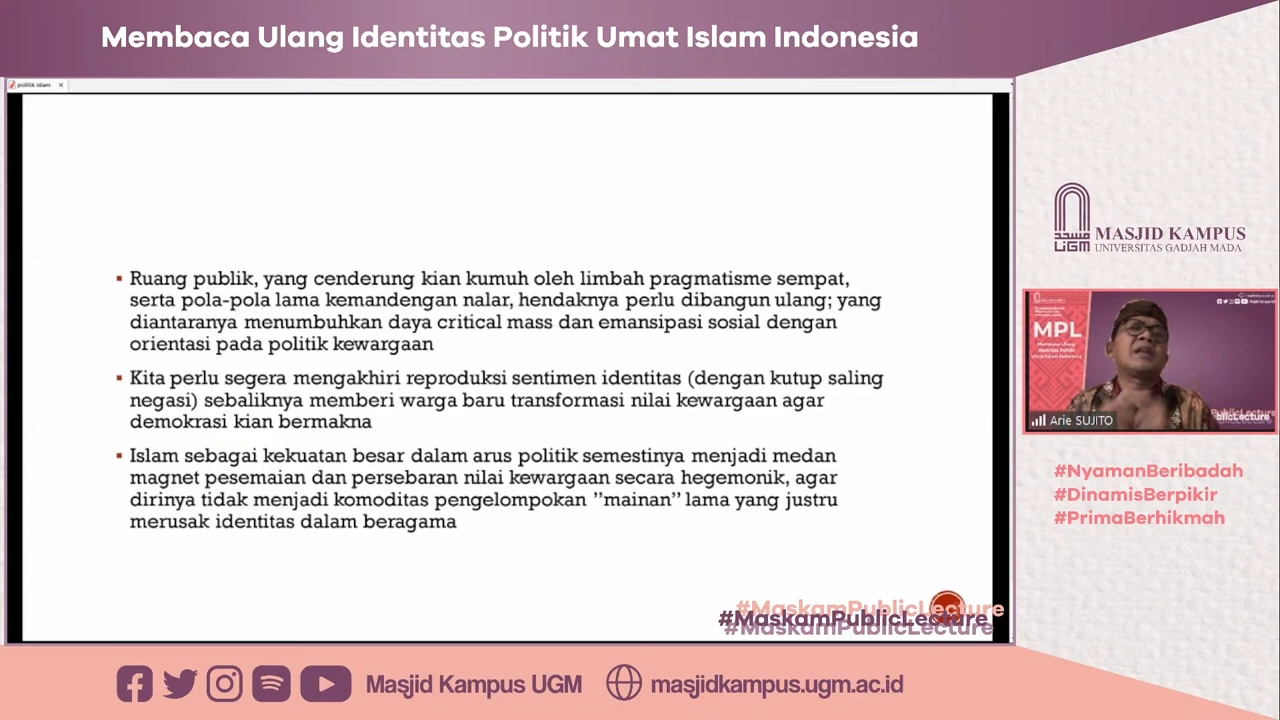 Membaca Ulang Identitas Politik Umat Islam Indonesia
politik islam
Ruang publik, yang cenderung kian kumuh oleh limbah pragmatisme sempat,
serta pola-pola lama kemandengan nalar, hendaknya perlu dibangun ulang; yang
diantaranya menumbuhkan daya critical mass dan emansipasi sosial dengan
orientasi pada politik kewargaan
Kita perlu segera mengakhiri reproduksi sentimen identitas (dengan kutup saling
negasi) sebaliknya memberi warga baru transformasi nilai kewargaan agar
demokrasi kian bermakna
Islam sebagai kekuatan besar dalam arus politik semestinya menjadi medan
magnet pesemaian dan persebaran nilai kewargaan secara hegemonik, agar
dirinya tidak menjadi komoditas pengelompokan ”mainan” lama yang justru
merusak identitas dalam beragama
#MaskamPublicLecture
#MaskamPublicLecture
#MaskamPublicLecture
MASJID KAMPUS
UNIVERSITAS GADJAH MADA
MPL
Arie SUJITO
#NyamanBeribadah
#DinamisBerpikir
#PrimaBerhikmah
Masjid Kampus UGM
masjidkampus.ugm.ac.id